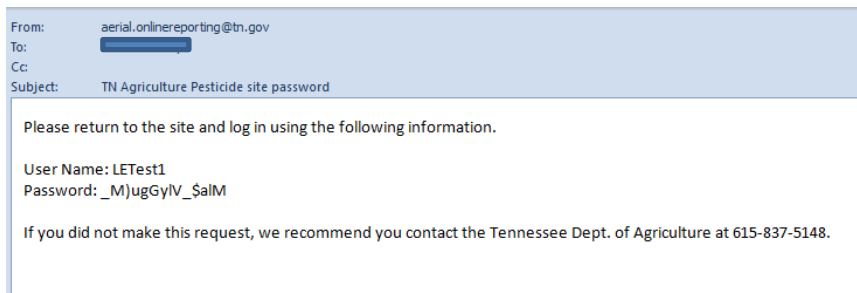 From: aerial.onlinereporting@tn.gov
To:
Cc:
Subject: TN Agriculture Pesticide site password
Please return to the site and log in using the following information.
User Name: LETest1
Password: _M)ugGylV_$alM
If you did not make this request, we recommend you contact the Tennessee Dept. of Agriculture at 615-837-5148.